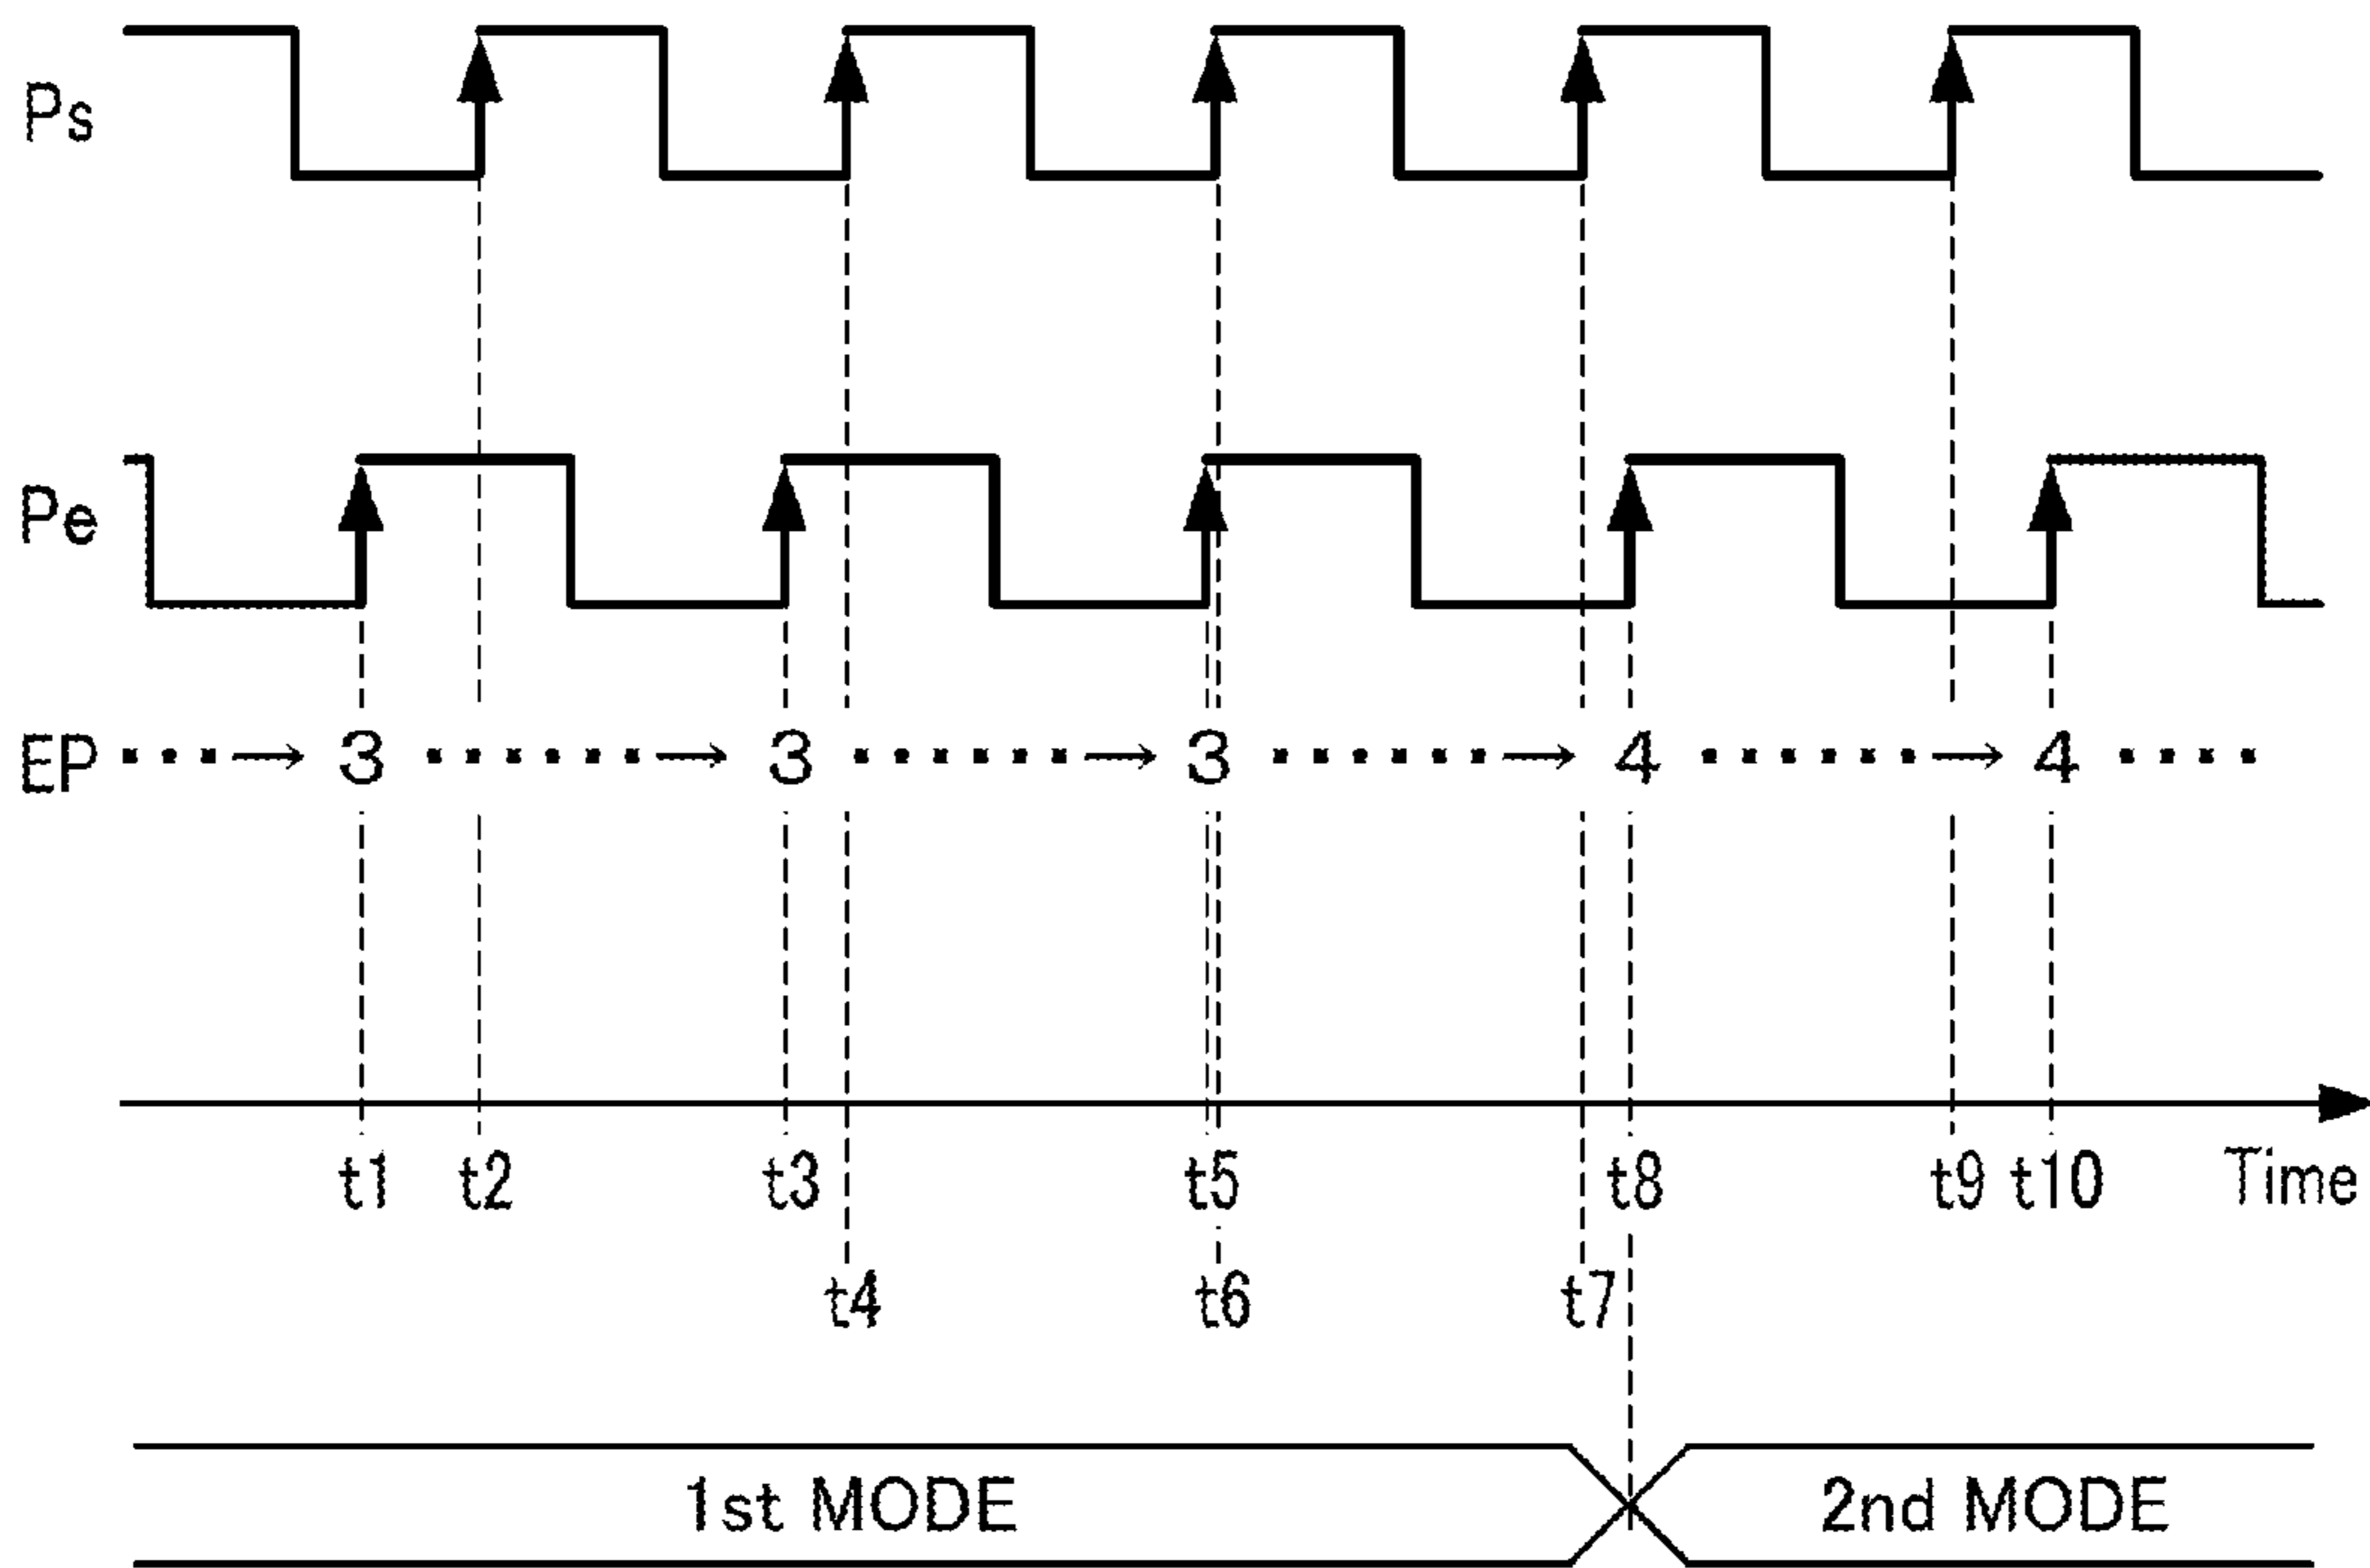 Ps
Pe
EP 3 3 3 4 4
t1 t2 t3 t5 t8 t9 t10 Time
t4 t6 t7
1st MODE 2nd MODE